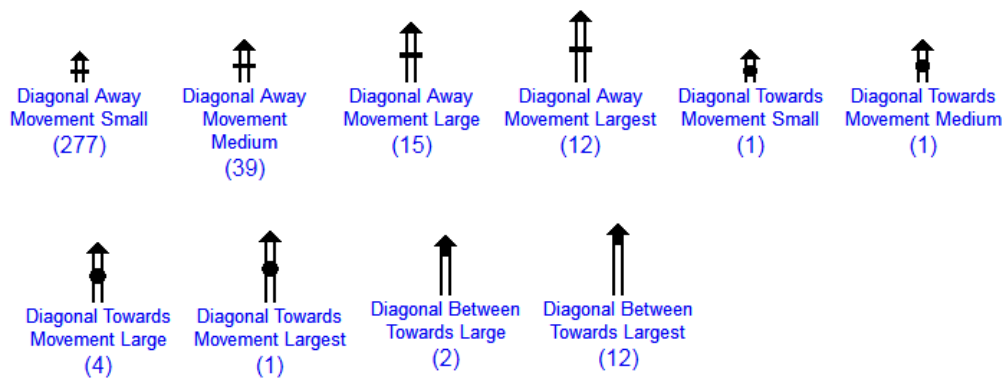 Diagonal Away
Movement Small
(277)
Diagonal Away
Movement
Medium
(39)
Diagonal Away
Movement Large
(15)
Diagonal Away
Movement Largest
(12)
Diagonal Towards
Movement Small
(1)
Diagonal Towards
Movement Medium
(1)
Diagonal Towards
Movement Large
(4)
Diagonal Towards
Movement Largest
(1)
Diagonal Between
Towards Large
(2)
Diagonal Between
Towards Largest
(12)